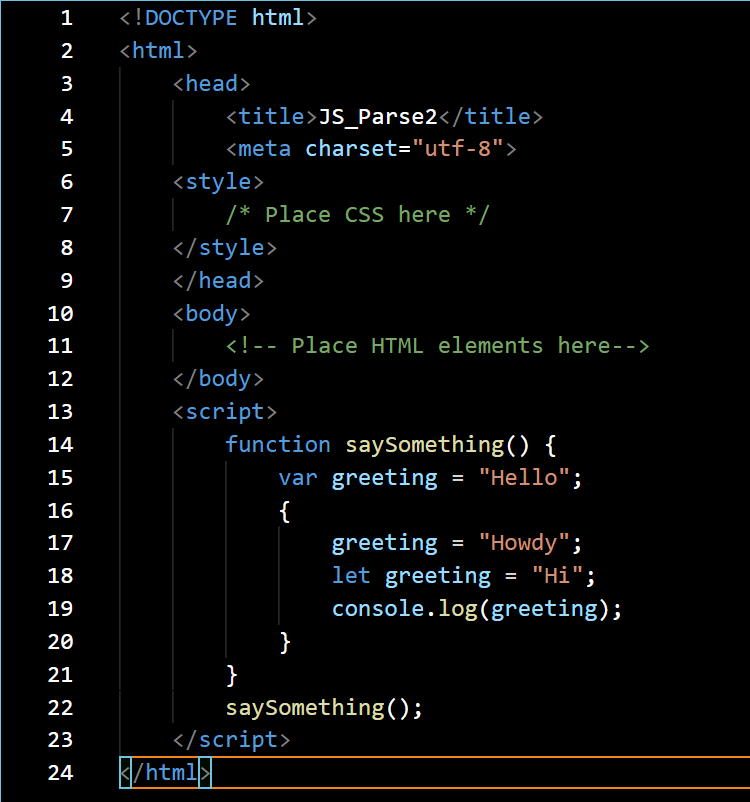 1 <!DOCTYPE html>
2 <html>
3     <head>
4         <title>JS_Parse2</title>
5         <meta charset="utf-8">
6     <style>
7         /* Place CSS here */
8     </style>
9     </head>
10     <body>
11         <!-- Place HTML elements here-->
12     </body>
13     <script>
14         function saySomething() {
15             var greeting = "Hello";
16             {
17                 greeting = "Howdy";
18                 let greeting = "Hi";
19                 console.log(greeting);
20             }
21         }
22         saySomething();
23     </script>
24 </html>